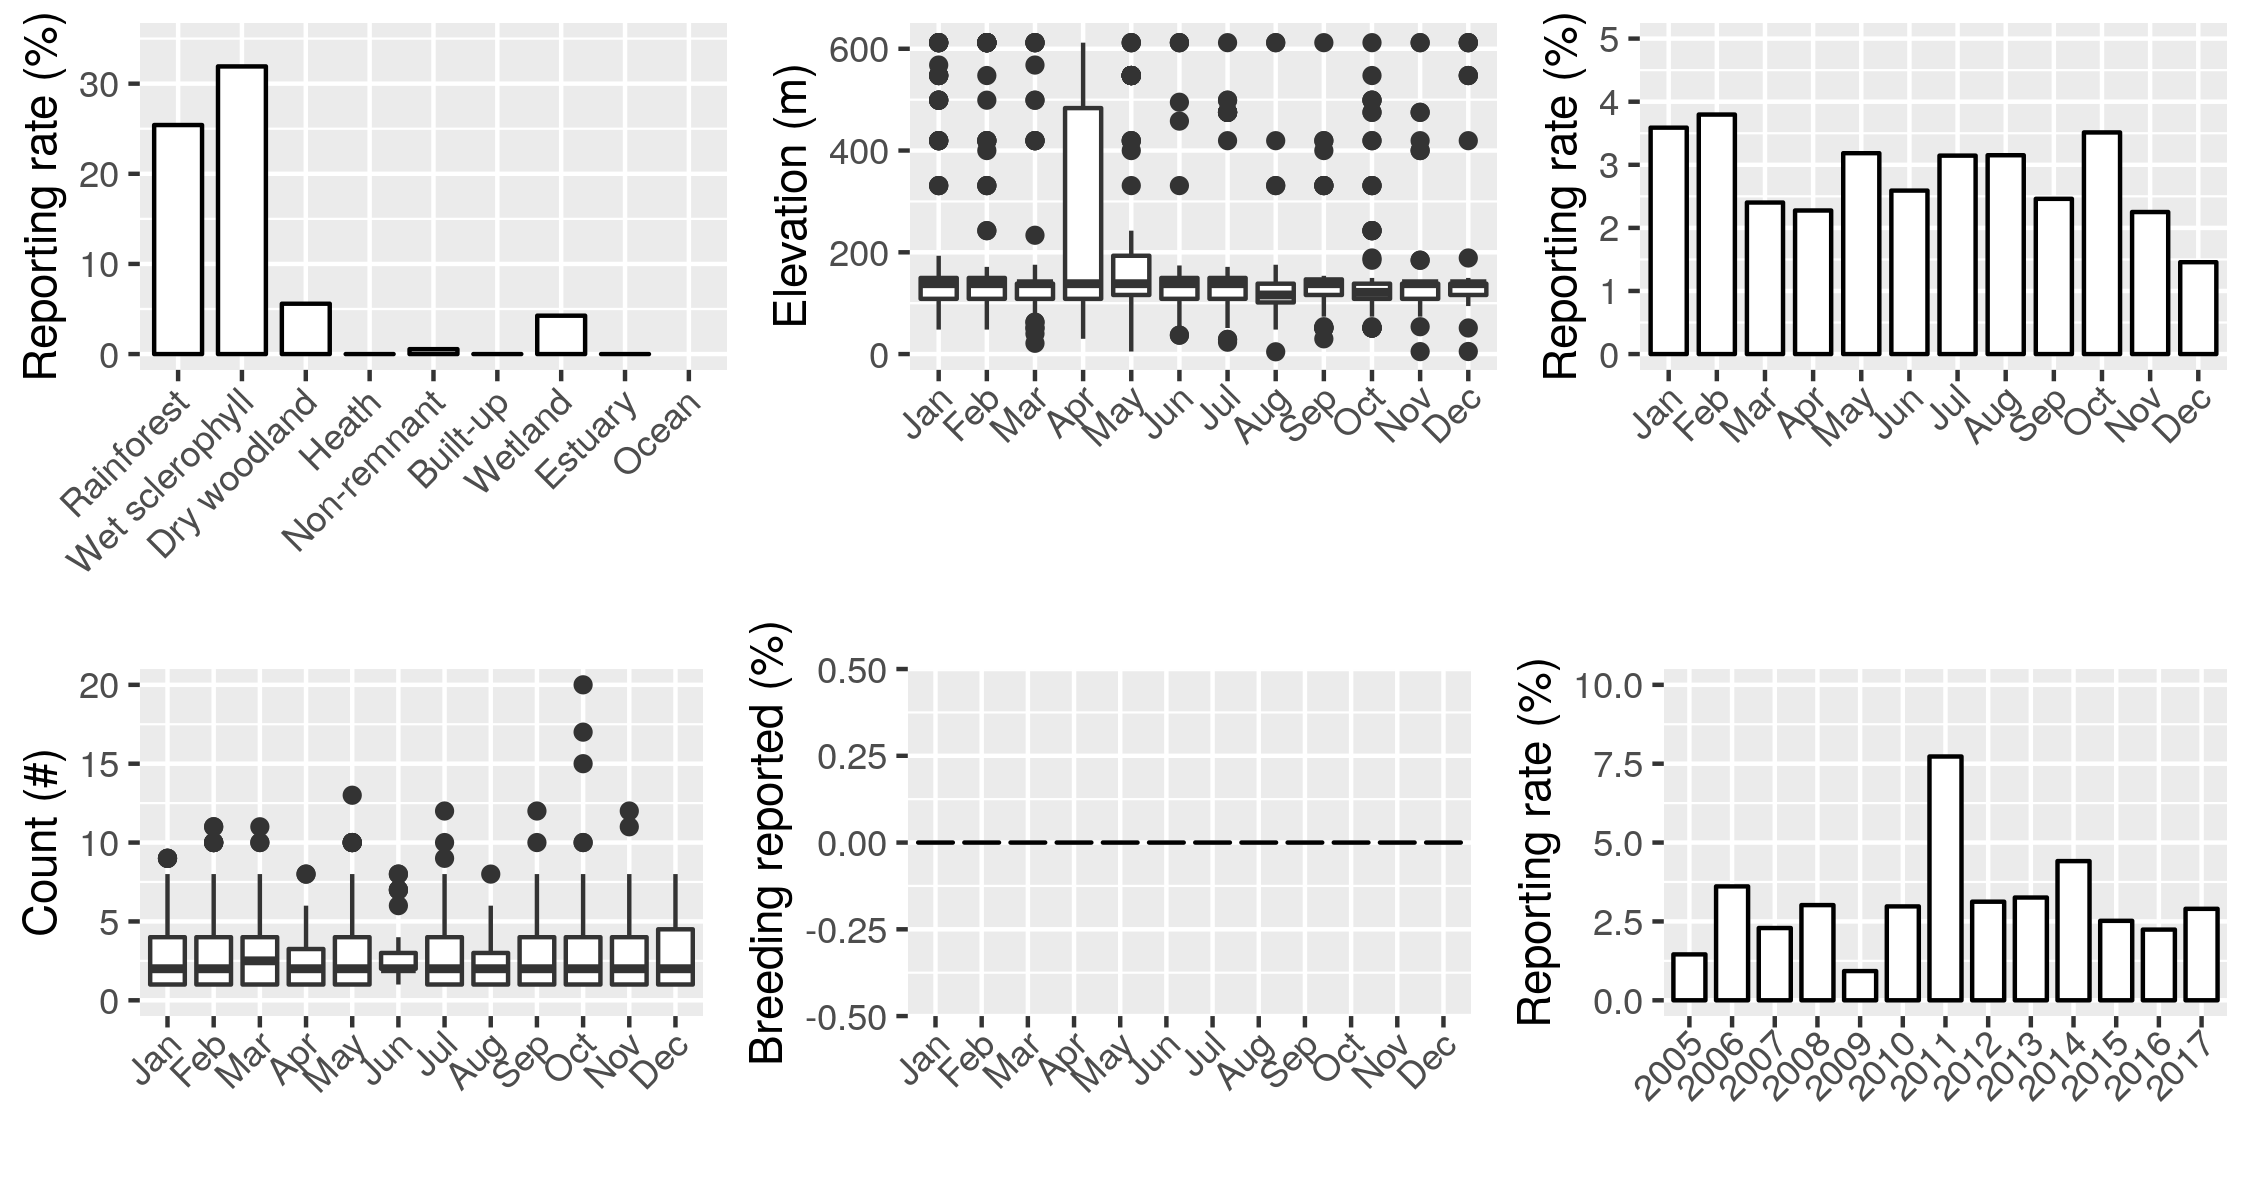 Reporting rate (%)
30
20
10
0
Rainforest
Wet sclerophyll
Dry woodland
Heath
Non-remnant
Built-up
Wetland
Estuary
Ocean
Elevation (m)
600
400
200
0
Jan
Feb
Mar
Apr
May
Jun
Jul
Aug
Sep
Oct
Nov
Dec
Reporting rate (%)
5
4
3
2
1
0
Jan
Feb
Mar
Apr
May
Jun
Jul
Aug
Sep
Oct
Nov
Dec
Count (#)
20
15
10
5
0
Jan
Feb
Mar
Apr
May
Jun
Jul
Aug
Sep
Oct
Nov
Dec
Breeding reported (%)
0.50
0.25
0.00
-0.25
-0.50
Jan
Feb
Mar
Apr
May
Jun
Jul
Aug
Sep
Oct
Nov
Dec
Reporting rate (%)
10.0
7.5
5.0
2.5
0.0
2005
2006
2007
2008
2009
2010
2011
2012
2013
2014
2015
2016
2017